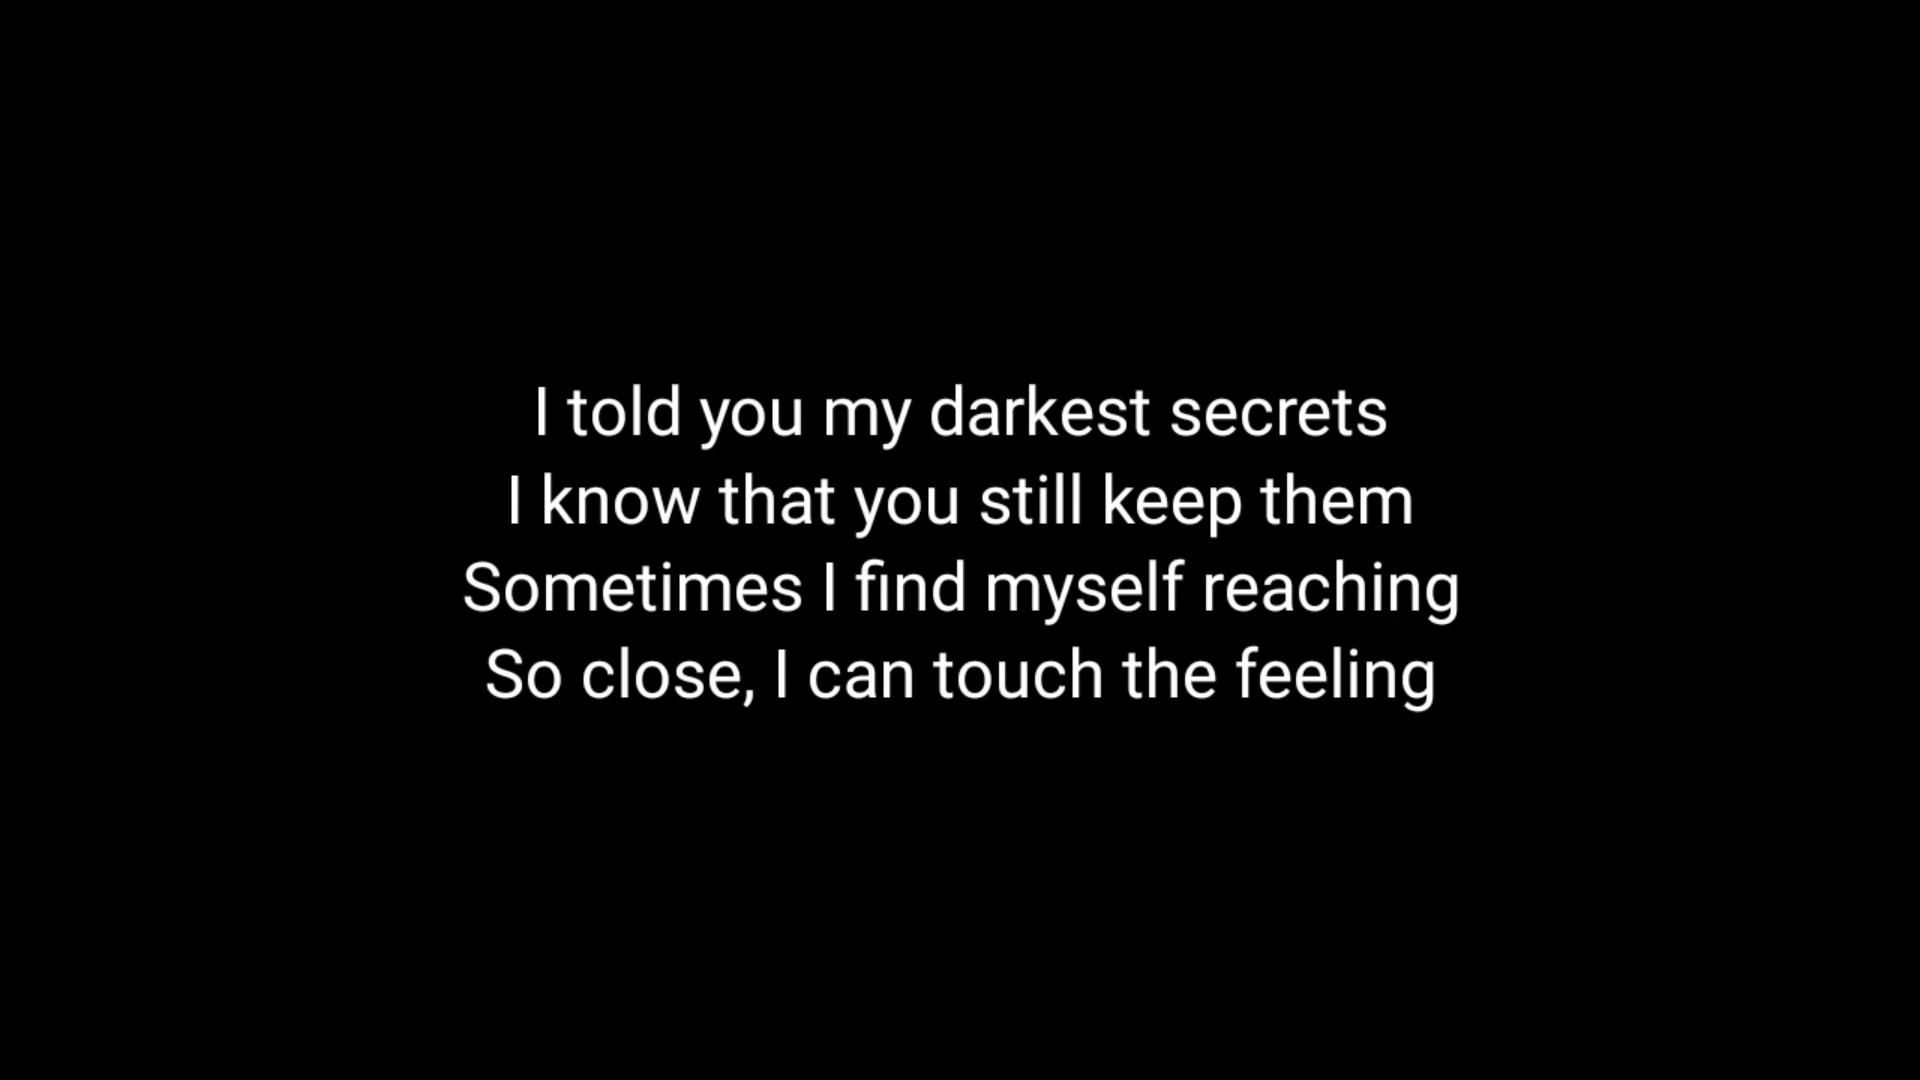 I told you my darkest secrets
I know that you still keep them
Sometimes I find myself reaching
So close, I can touch the feeling